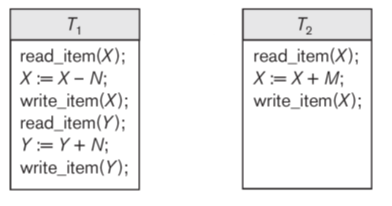 T₁
read_item(X);
X := X – N;
write_item(X);
read_item(Y);
Y := Y + N;
write_item(Y);
T₂
read_item(X);
X := X + M;
write_item(X);